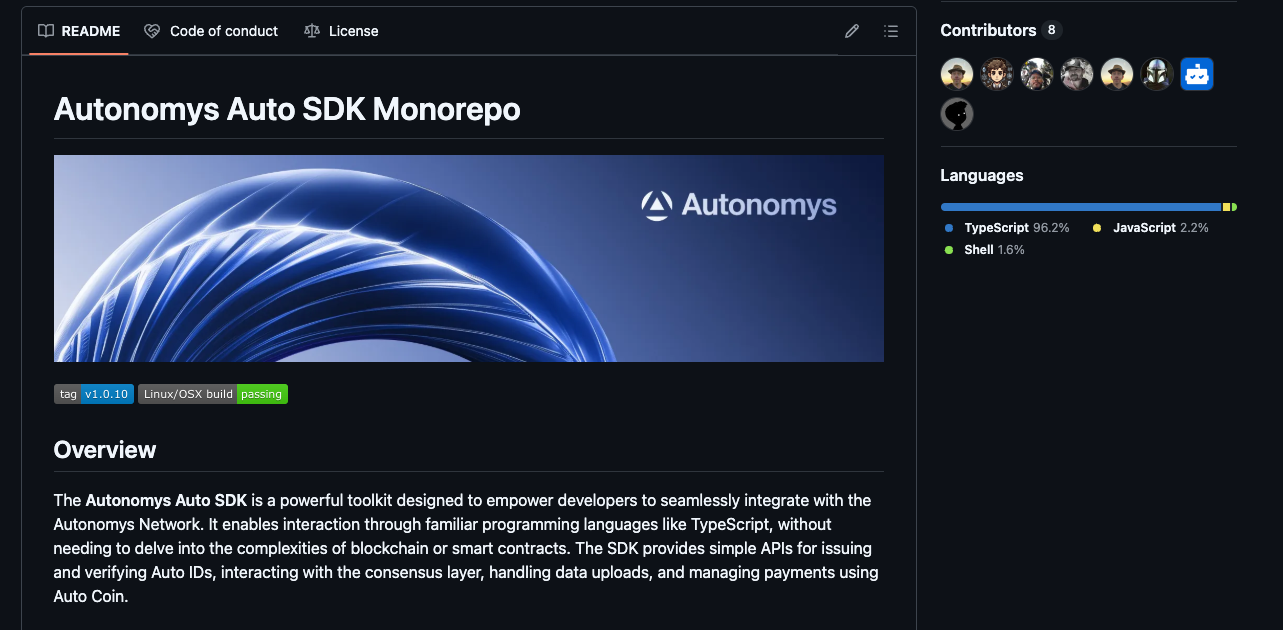 README
Code of conduct
License
Autonomys Auto SDK Monorepo
Autonomys
tag v1.0.10 Linux/OSX build passing
Overview
The Autonomys Auto SDK is a powerful toolkit designed to empower developers to seamlessly integrate with the
Autonomys Network. It enables interaction through familiar programming languages like TypeScript, without
needing to delve into the complexities of blockchain or smart contracts. The SDK provides simple APIs for issuing
and verifying Auto IDs, interacting with the consensus layer, handling data uploads, and managing payments using
Auto Coin.
Contributors 8
Languages
TypeScript 96.2% JavaScript 2.2%
Shell 1.6%